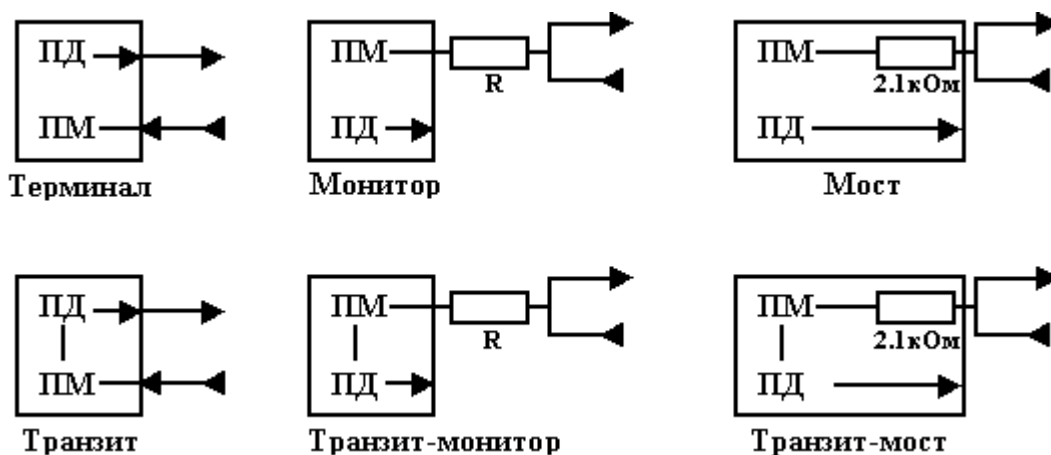 ПД
ПМ
Терминал
ПМ
R
ПД
Монитор
ПМ
2.1кОм
ПД
Мост
ПД
ПМ
Транзит
ПМ
R
ПД
Транзит-монитор
ПМ
2.1кОм
ПД
Транзит-мост